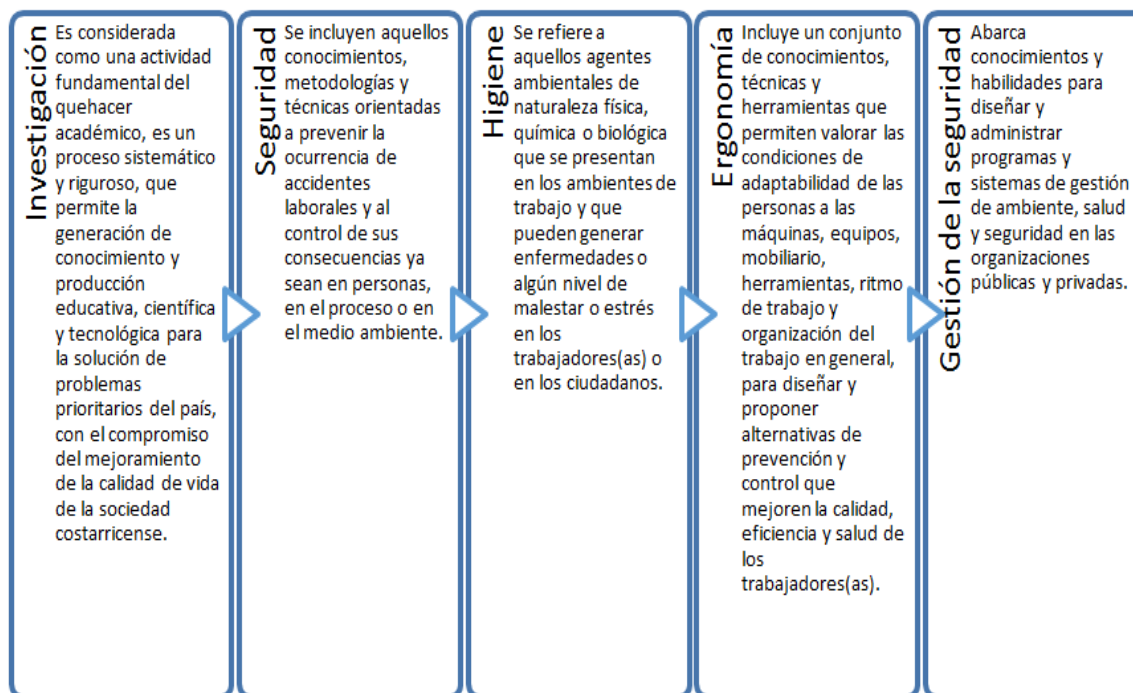 Investigación
Es considerada
como una actividad
fundamental del
quehacer
académico, es un
proceso sistemático
y riguroso, que
permite la
generación de
conocimiento y
producción
educativa, científica
y tecnológica para
la solución de
problemas
prioritarios del país,
con el compromiso
del mejoramiento
de la calidad de vida
de la sociedad
costarricense.
Seguridad
Se incluyen aquellos
conocimientos,
metodologías y
técnicas orientadas
a prevenir la
ocurrencia de
accidentes
laborales y al
control de sus
consecuencias ya
sean en personas,
en el proceso o en
el medio ambiente.
Higiene
Se refiere a
aquellos agentes
ambientales de
naturaleza física,
química o biológica
que se presentan
en los ambientes de
trabajo y que
pueden generar
enfermedades o
algún nivel de
malestar o estrés
en los
trabajadores(as) o
en los ciudadanos.
Ergonomía
Incluye un conjunto
de conocimientos,
técnicas y
herramientas que
permiten valorar las
condiciones de
adaptabilidad de las
personas a las
máquinas, equipos,
mobiliario,
herramientas, ritmo
de trabajo y
organización del
trabajo en general,
para diseñar y
proponer
alternativas de
prevención y
control que
mejoren la calidad,
eficiencia y salud de
los
trabajadores(as).
Gestión de la seguridad
Abarca
conocimientos y
habilidades para
diseñar y
administrar
programas y
sistemas de gestión
de ambiente, salud
y seguridad en las
organizaciones
públicas y privadas.